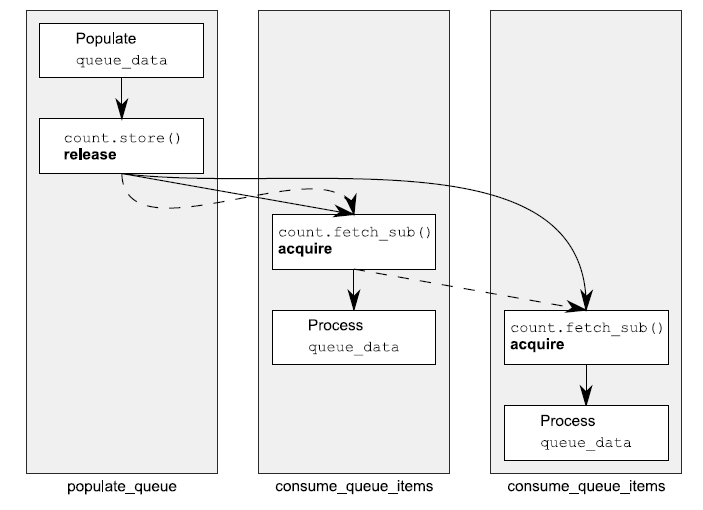 Populate
queue_data
count.store()
release
count.fetch_sub()
acquire
Process
queue_data
count.fetch_sub()
acquire
Process
queue_data
populate_queue
consume_queue_items
consume_queue_items